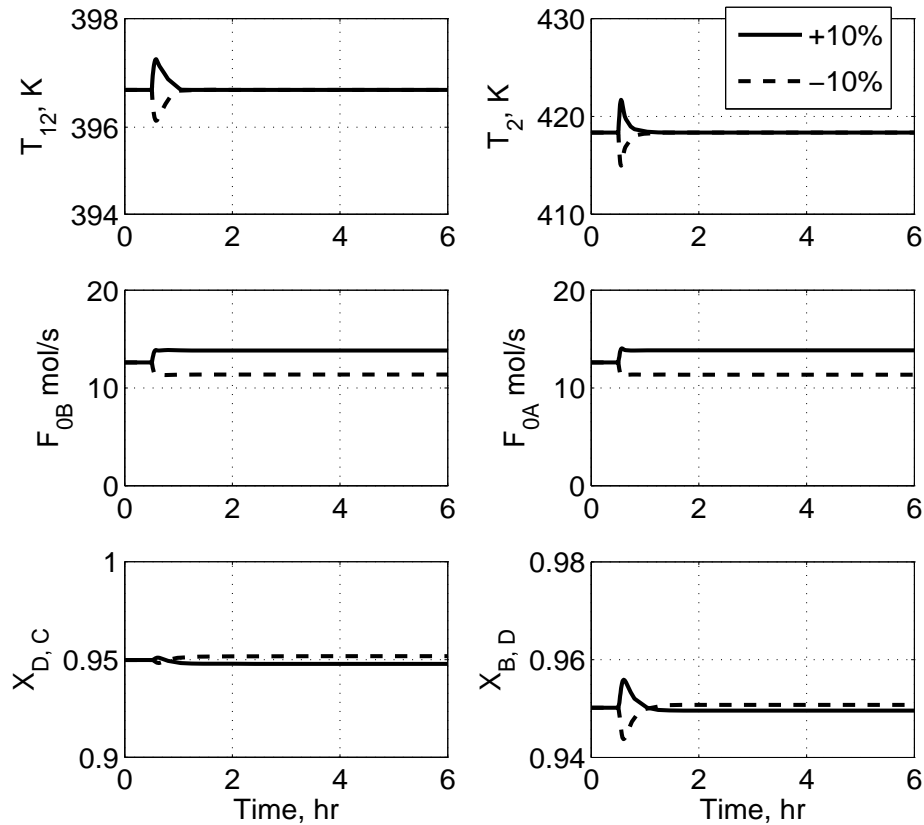 398
396
394
T12, K
0 2 4 6
430
420
410
T2, K
0 2 4 6
+10%
−10%
20
10
0
F0B mol/s
0 2 4 6
20
10
0
F0A mol/s
0 2 4 6
1
0.95
0.9
XD, C
0 2 4 6
Time, hr
0.98
0.96
0.94
XB, D
0 2 4 6
Time, hr